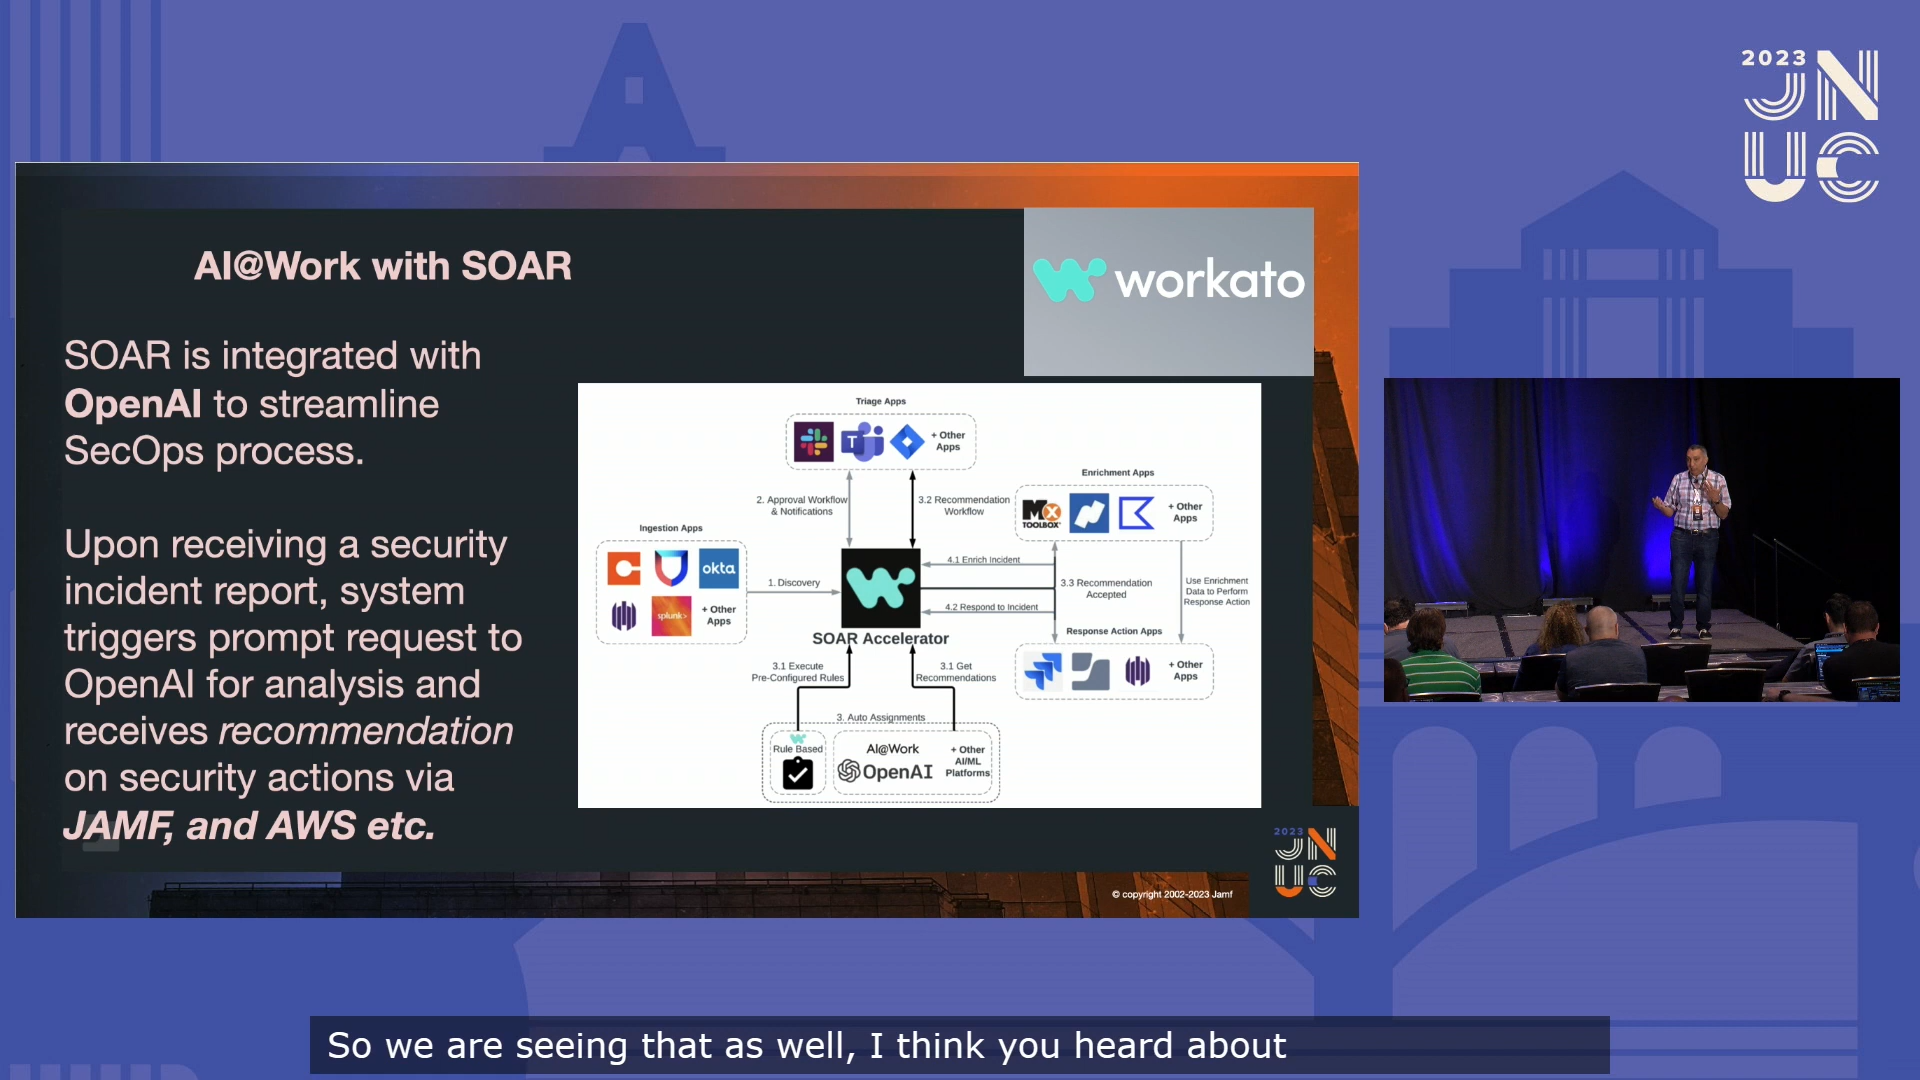 2023
JN
UC
AI@Work with SOAR
workato
SOAR is integrated with
OpenAI to streamline
SecOps process.
Upon receiving a security
incident report, system
triggers prompt request to
OpenAI for analysis and
receives recommendation
on security actions via
JAMF, and AWS etc.
Triage Apps
T
+ Other
Apps
2. Approval Workflow
& Notifications
3.2 Recommendation
Workflow
Enrichment Apps
MX
TOOLBOX
+ Other
Apps
Ingestion Apps
okta
splunk>
+ Other
Apps
1. Discovery
4.1 Enrich Incident
3.3 Recommendation
Accepted
4.2 Respond to Incident
Use Enrichment
Data to Perform
Response Action
SOAR Accelerator
Response Action Apps
+ Other
Apps
3.1 Execute
Pre-Configured Rules
3.1 Get
Recommendations
3. Auto Assignments
Rule Based
AI@Work
OpenAI
+ Other
AI/ML
Platforms
2023
JN
UC
© copyright 2002-2023 Jamf
So we are seeing that as well, I think you heard about